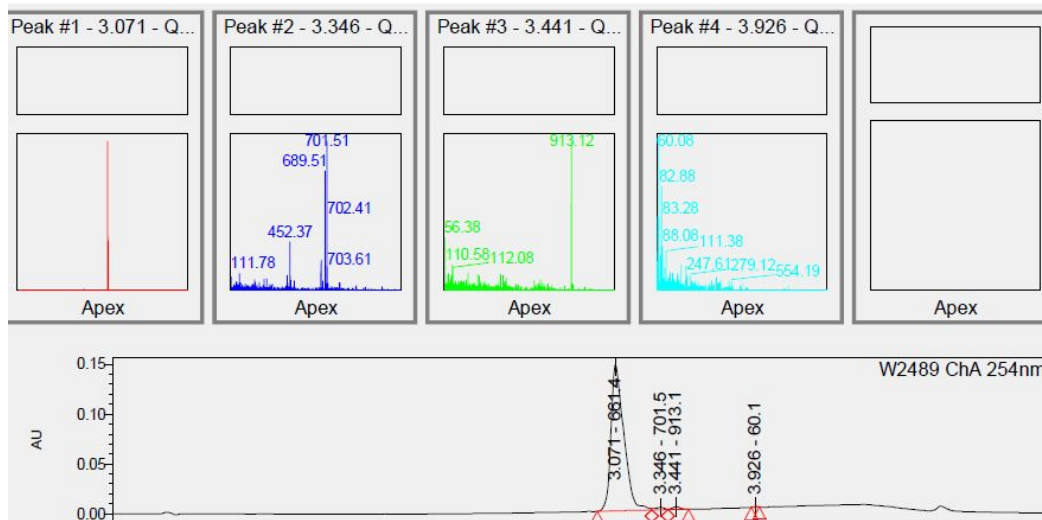 Peak #1 - 3.071 - Q...
Peak #2 - 3.346 - Q...
Peak #3 - 3.441 - Q...
Peak #4 - 3.926 - Q...
701.51
689.51
702.41
452.37
703.61
111.78
913.12
56.38
110.58
112.08
60.08
82.88
83.28
88.08
111.38
247.61
279.12
554.19
Apex
Apex
Apex
Apex
Apex
W2489 ChA 254nm
AU
0.15
0.10
0.05
0.00
3.071 - 661.4
3.346 - 701.5
3.441 - 913.1
3.926 - 60.1